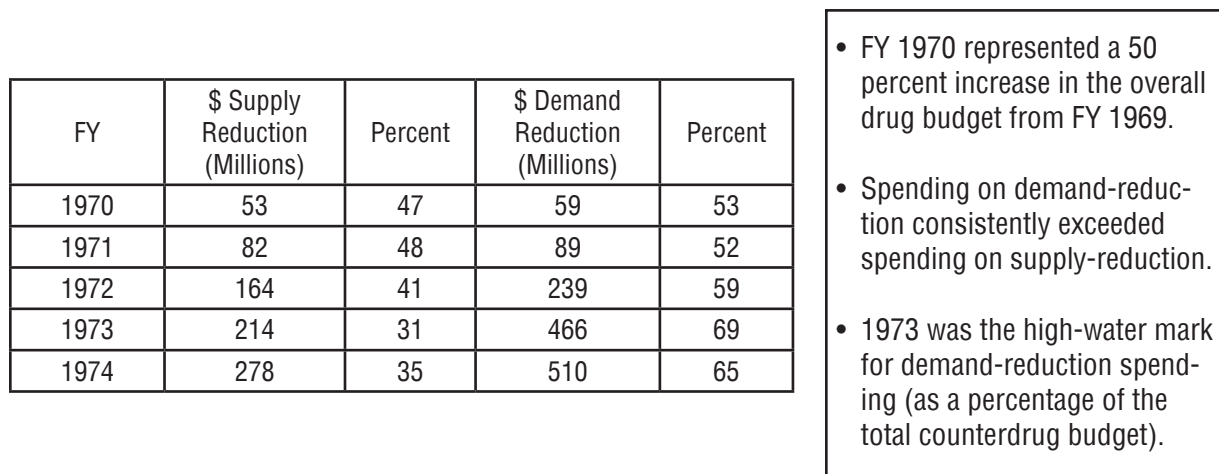 FY $ Supply Reduction (Millions) Percent $ Demand Reduction (Millions) Percent
1970 53 47 59 53
1971 82 48 89 52
1972 164 41 239 59
1973 214 31 466 69
1974 278 35 510 65
• FY 1970 represented a 50
percent increase in the overall
drug budget from FY 1969.
• Spending on demand-reduc-
tion consistently exceeded
spending on supply-reduction.
• 1973 was the high-water mark
for demand-reduction spend-
ing (as a percentage of the
total counterdrug budget).